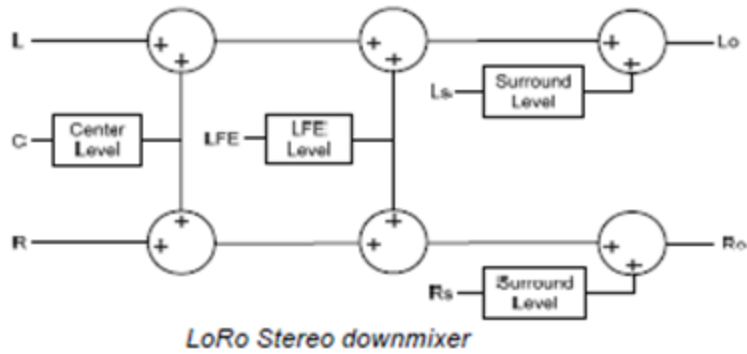 L
+
+
+
+
+
+
Lo
Ls
Surround
Level
C
Center
Level
LFE
LFE
Level
R
+
+
+
+
+
+
Ro
Rs
Surround
Level
LoRo Stereo downmixer